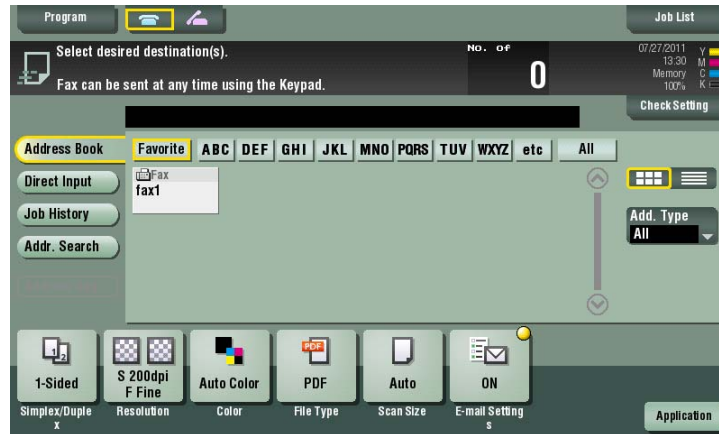 Program
Job List
Select desired destination(s).
Fax can be sent at any time using the Keypad.
No. of
0
07/27/2011
13:30
Memory
100%
Y
M
C
K
Check Setting
Address Book
Favorite
ABC
DEF
GHI
JKL
MNO
PQRS
TUV
WXYZ
etc
All
Direct Input
Fax
fax1
Job History
Add. Type
All
Addr. Search
1
2
1-Sided
S 200dpi
F Fine
Auto Color
PDF
PDF
Auto
ON
Simplex/Duple
x
Resolution
Color
File Type
Scan Size
E-mail Setting
s
Application